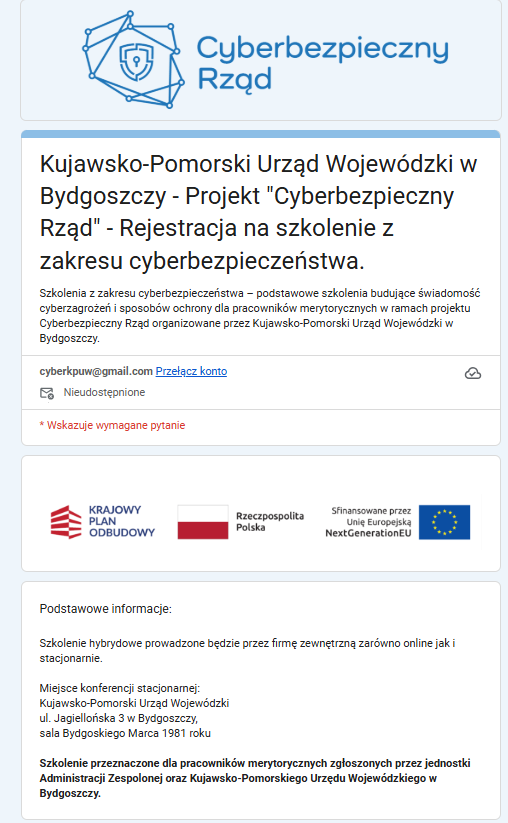 Cyberbezpieczny
Rząd
Kujawsko-Pomorski Urząd Wojewódzki w
Bydgoszczy - Projekt "Cyberbezpieczny
Rząd" - Rejestracja na szkolenie z
zakresu cyberbezpieczeństwa.
Szkolenia z zakresu cyberbezpieczeństwa – podstawowe szkolenia budujące świadomość
cyberzagrożeń i sposobów ochrony dla pracowników merytorycznych w ramach projektu
Cyberbezpieczny Rząd organizowane przez Kujawsko-Pomorski Urząd Wojewódzki w
Bydgoszczy.
cyberkpuw@gmail.com Przełącz konto
Nieudostępnione
* Wskazuje wymagane pytanie
KRAJOWY
PLAN
ODBUDOWY
Rzeczpospolita
Polska
Sfinansowane przez
Unię Europejską
NextGenerationEU
Podstawowe informacje:
Szkolenie hybrydowe prowadzone będzie przez firmę zewnętrzną zarówno online jak i
stacjonarnie.
Miejsce konferencji stacjonarnej:
Kujawsko-Pomorski Urząd Wojewódzki
ul. Jagiellońska 3 w Bydgoszczy,
sala Bydgoskiego Marca 1981 roku
Szkolenie przeznaczone dla pracowników merytorycznych zgłoszonych przez jednostki
Administracji Zespolonej oraz Kujawsko-Pomorskiego Urzędu Wojewódzkiego w
Bydgoszczy.